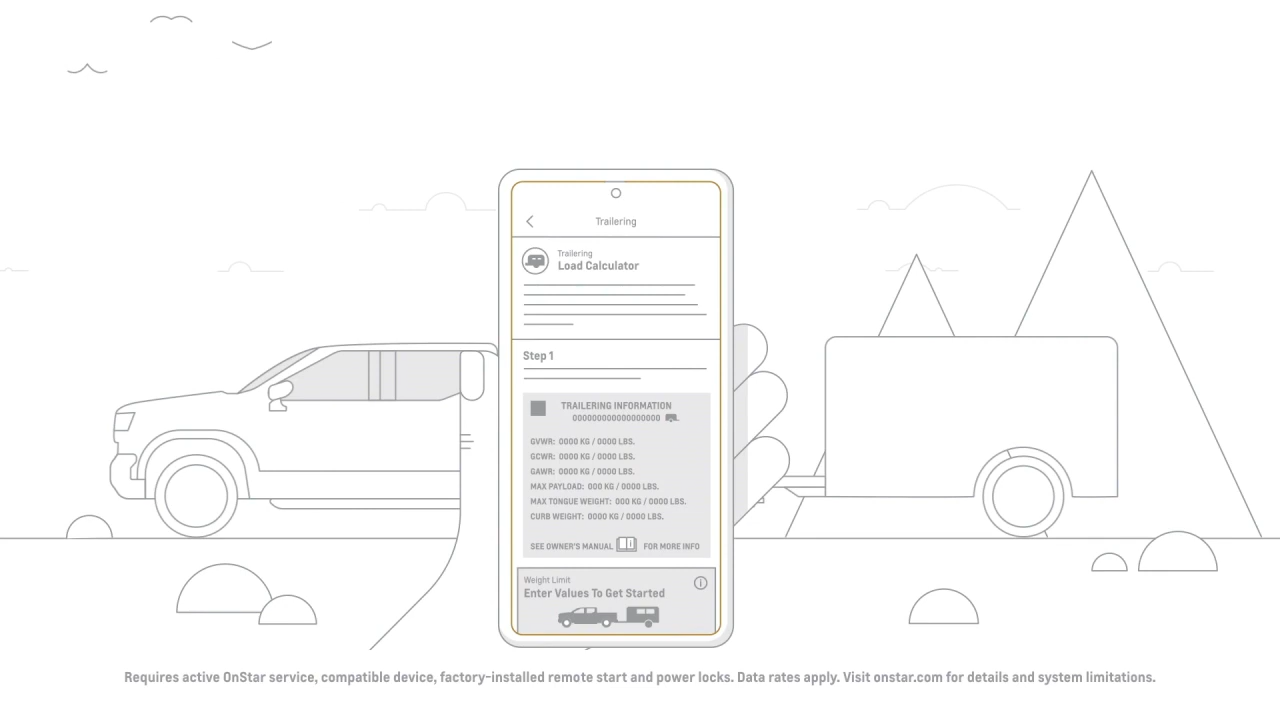 Trailering
Trailering
Load Calculator
Step 1
TRAILERING INFORMATION
00000000000000000
GVWR: 0000 KG / 0000 LBS.
GCWR: 0000 KG / 0000 LBS.
GAWR: 0000 KG / 0000 LBS.
MAX PAYLOAD: 000 KG / 0000 LBS.
MAX TONGUE WEIGHT: 000 KG / 0000 LBS.
CURB WEIGHT: 0000 KG / 0000 LBS.
SEE OWNER'S MANUAL FOR MORE INFO
Weight Limit
Enter Values To Get Started
Requires active OnStar service, compatible device, factory-installed remote start and power locks. Data rates apply. Visit onstar.com for details and system limitations.